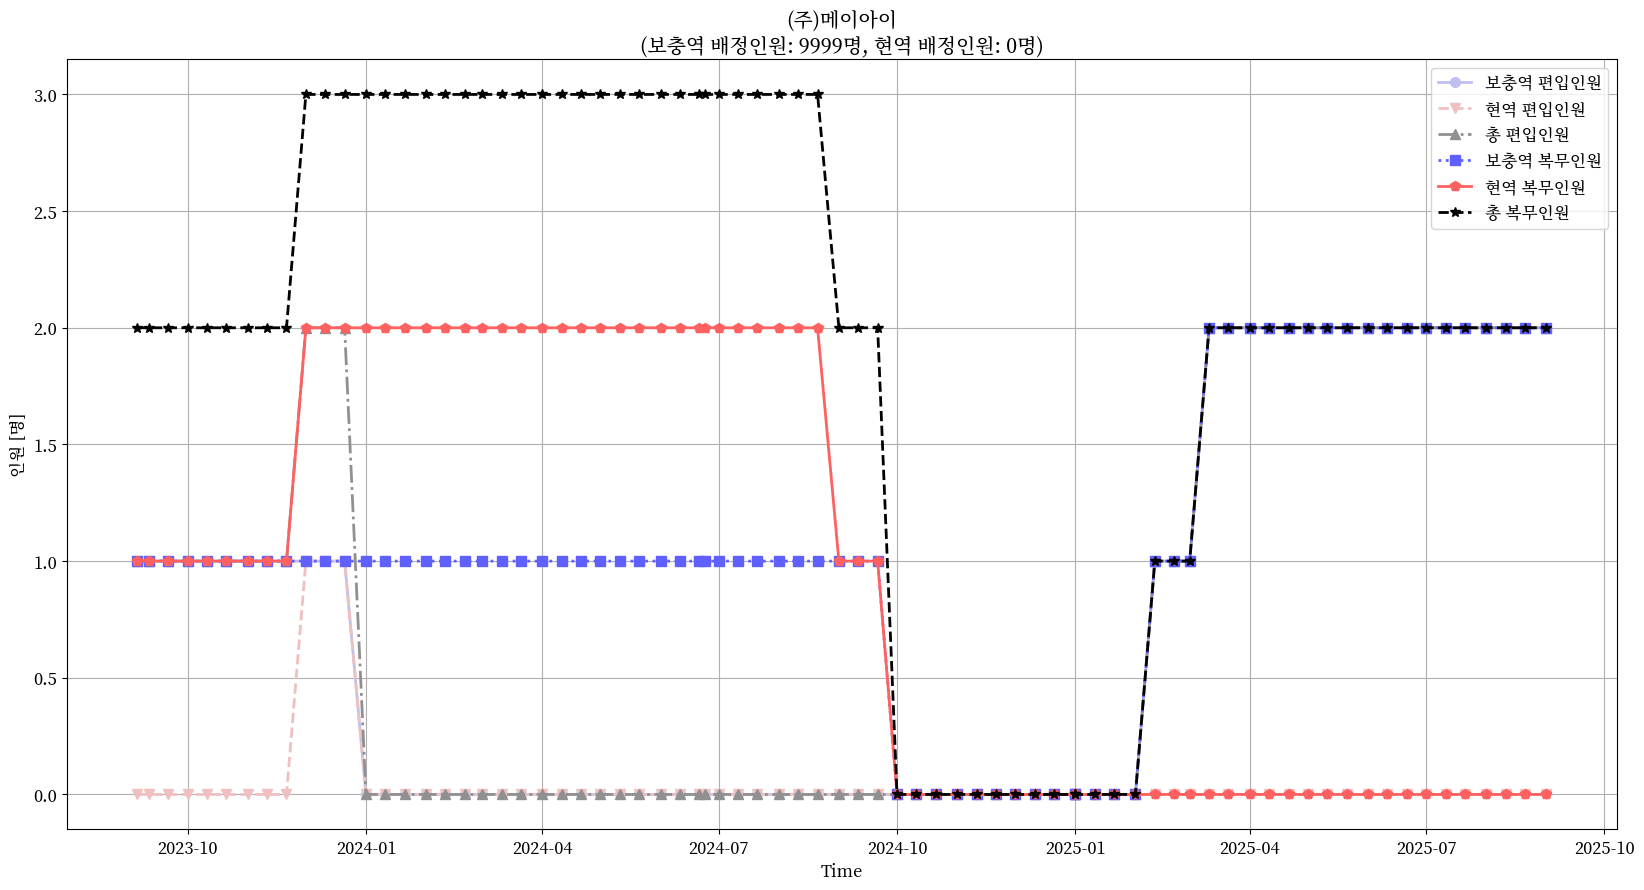 (주)메이아이
(보충역 배정인원: 9999명, 현역 배정인원: 0명)
보충역 편입인원
현역 편입인원
총 편입인원
보충역 복무인원
현역 복무인원
총 복무인원
인원 [명]
3.0
2.5
2.0
1.5
1.0
0.5
0.0
2023-10 2024-01 2024-04 2024-07 2024-10 2025-01 2025-04 2025-07 2025-10
Time